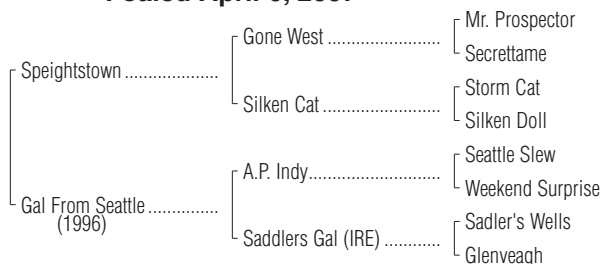 Foaled April
Mr. Prospector
Gone West ........................
Secrettame
Speightstown ....................
Storm Cat
Silken Cat ..........................
Silken Doll
Seattle Slew
A.P. Indy............................
Weekend Surprise
Gal From Seattle ...............
(1996)
Sadler's Wells
Saddlers Gal (IRE) ............
Glenveagh